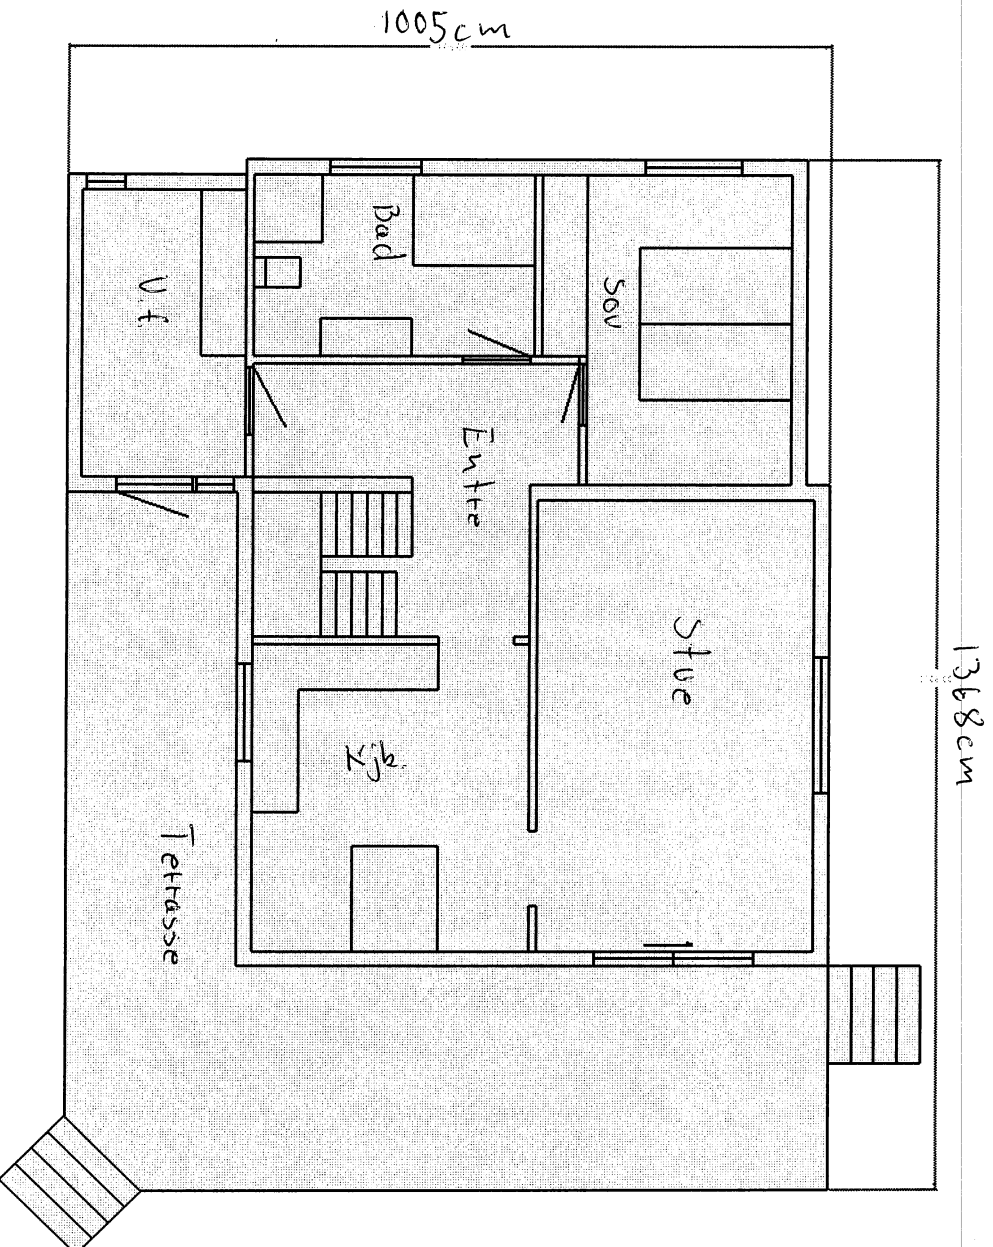 1005cm
Bad
V.f.
Sov
Entre
Stue
1368cm
Kjk.
Terrasse